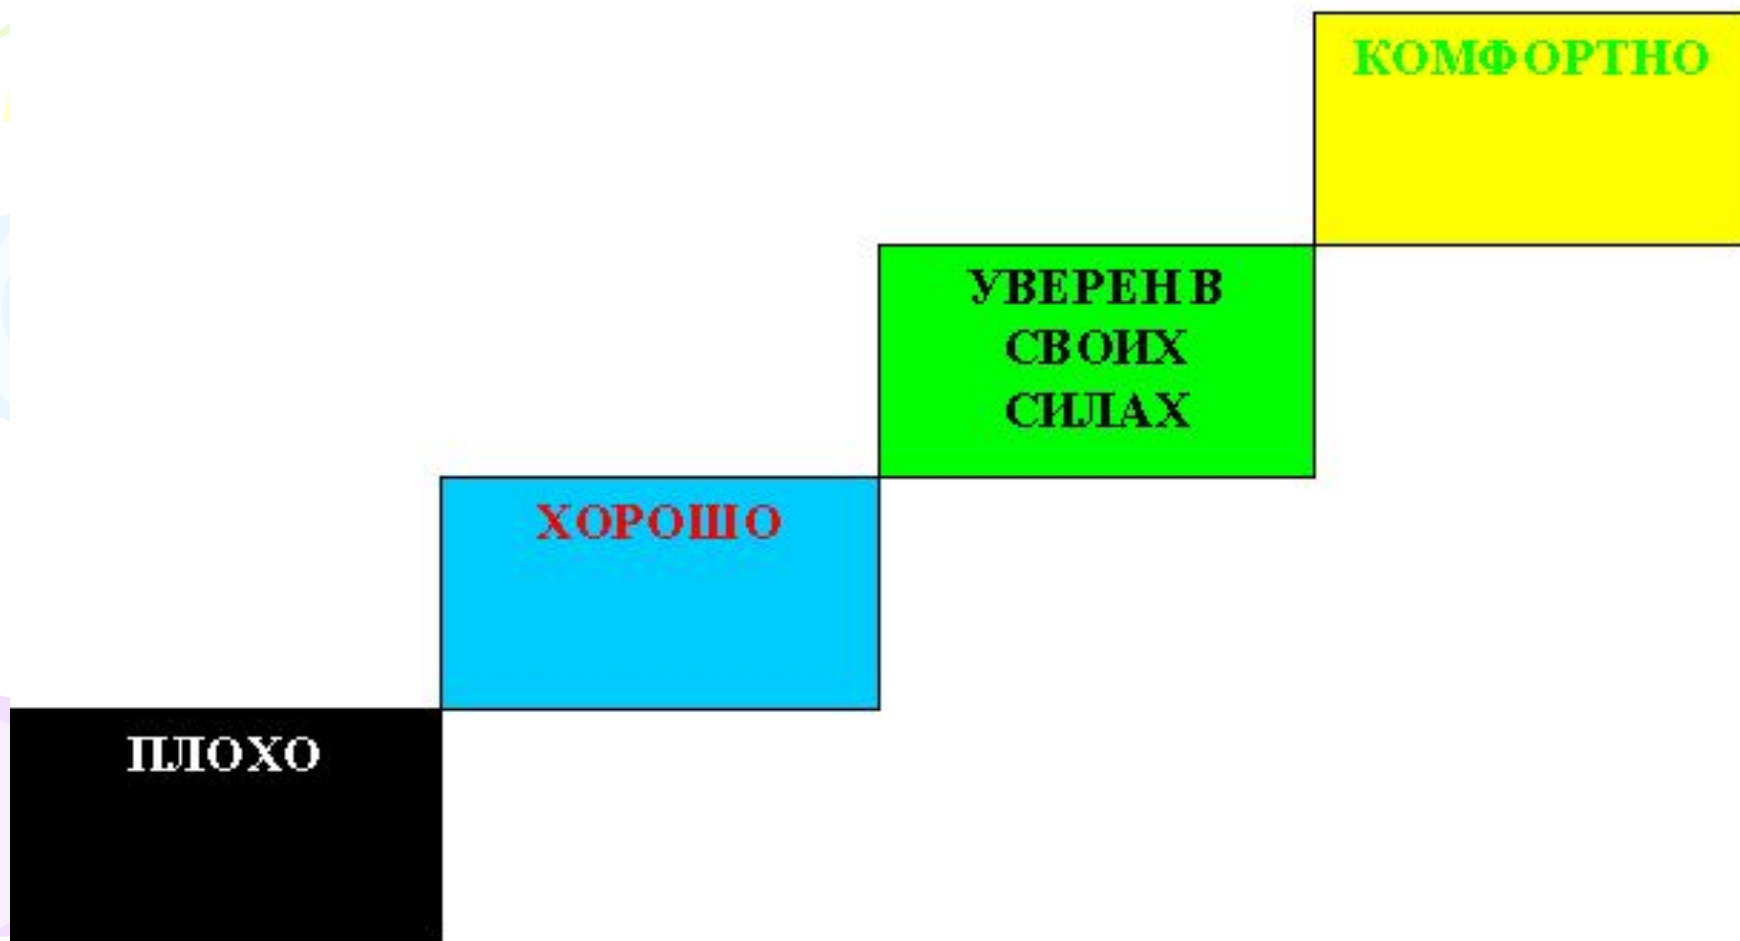 КОМФОРТНО
УВЕРЕН В
СВОИХ
СИЛАХ
ХОРОШО
ПЛОХО